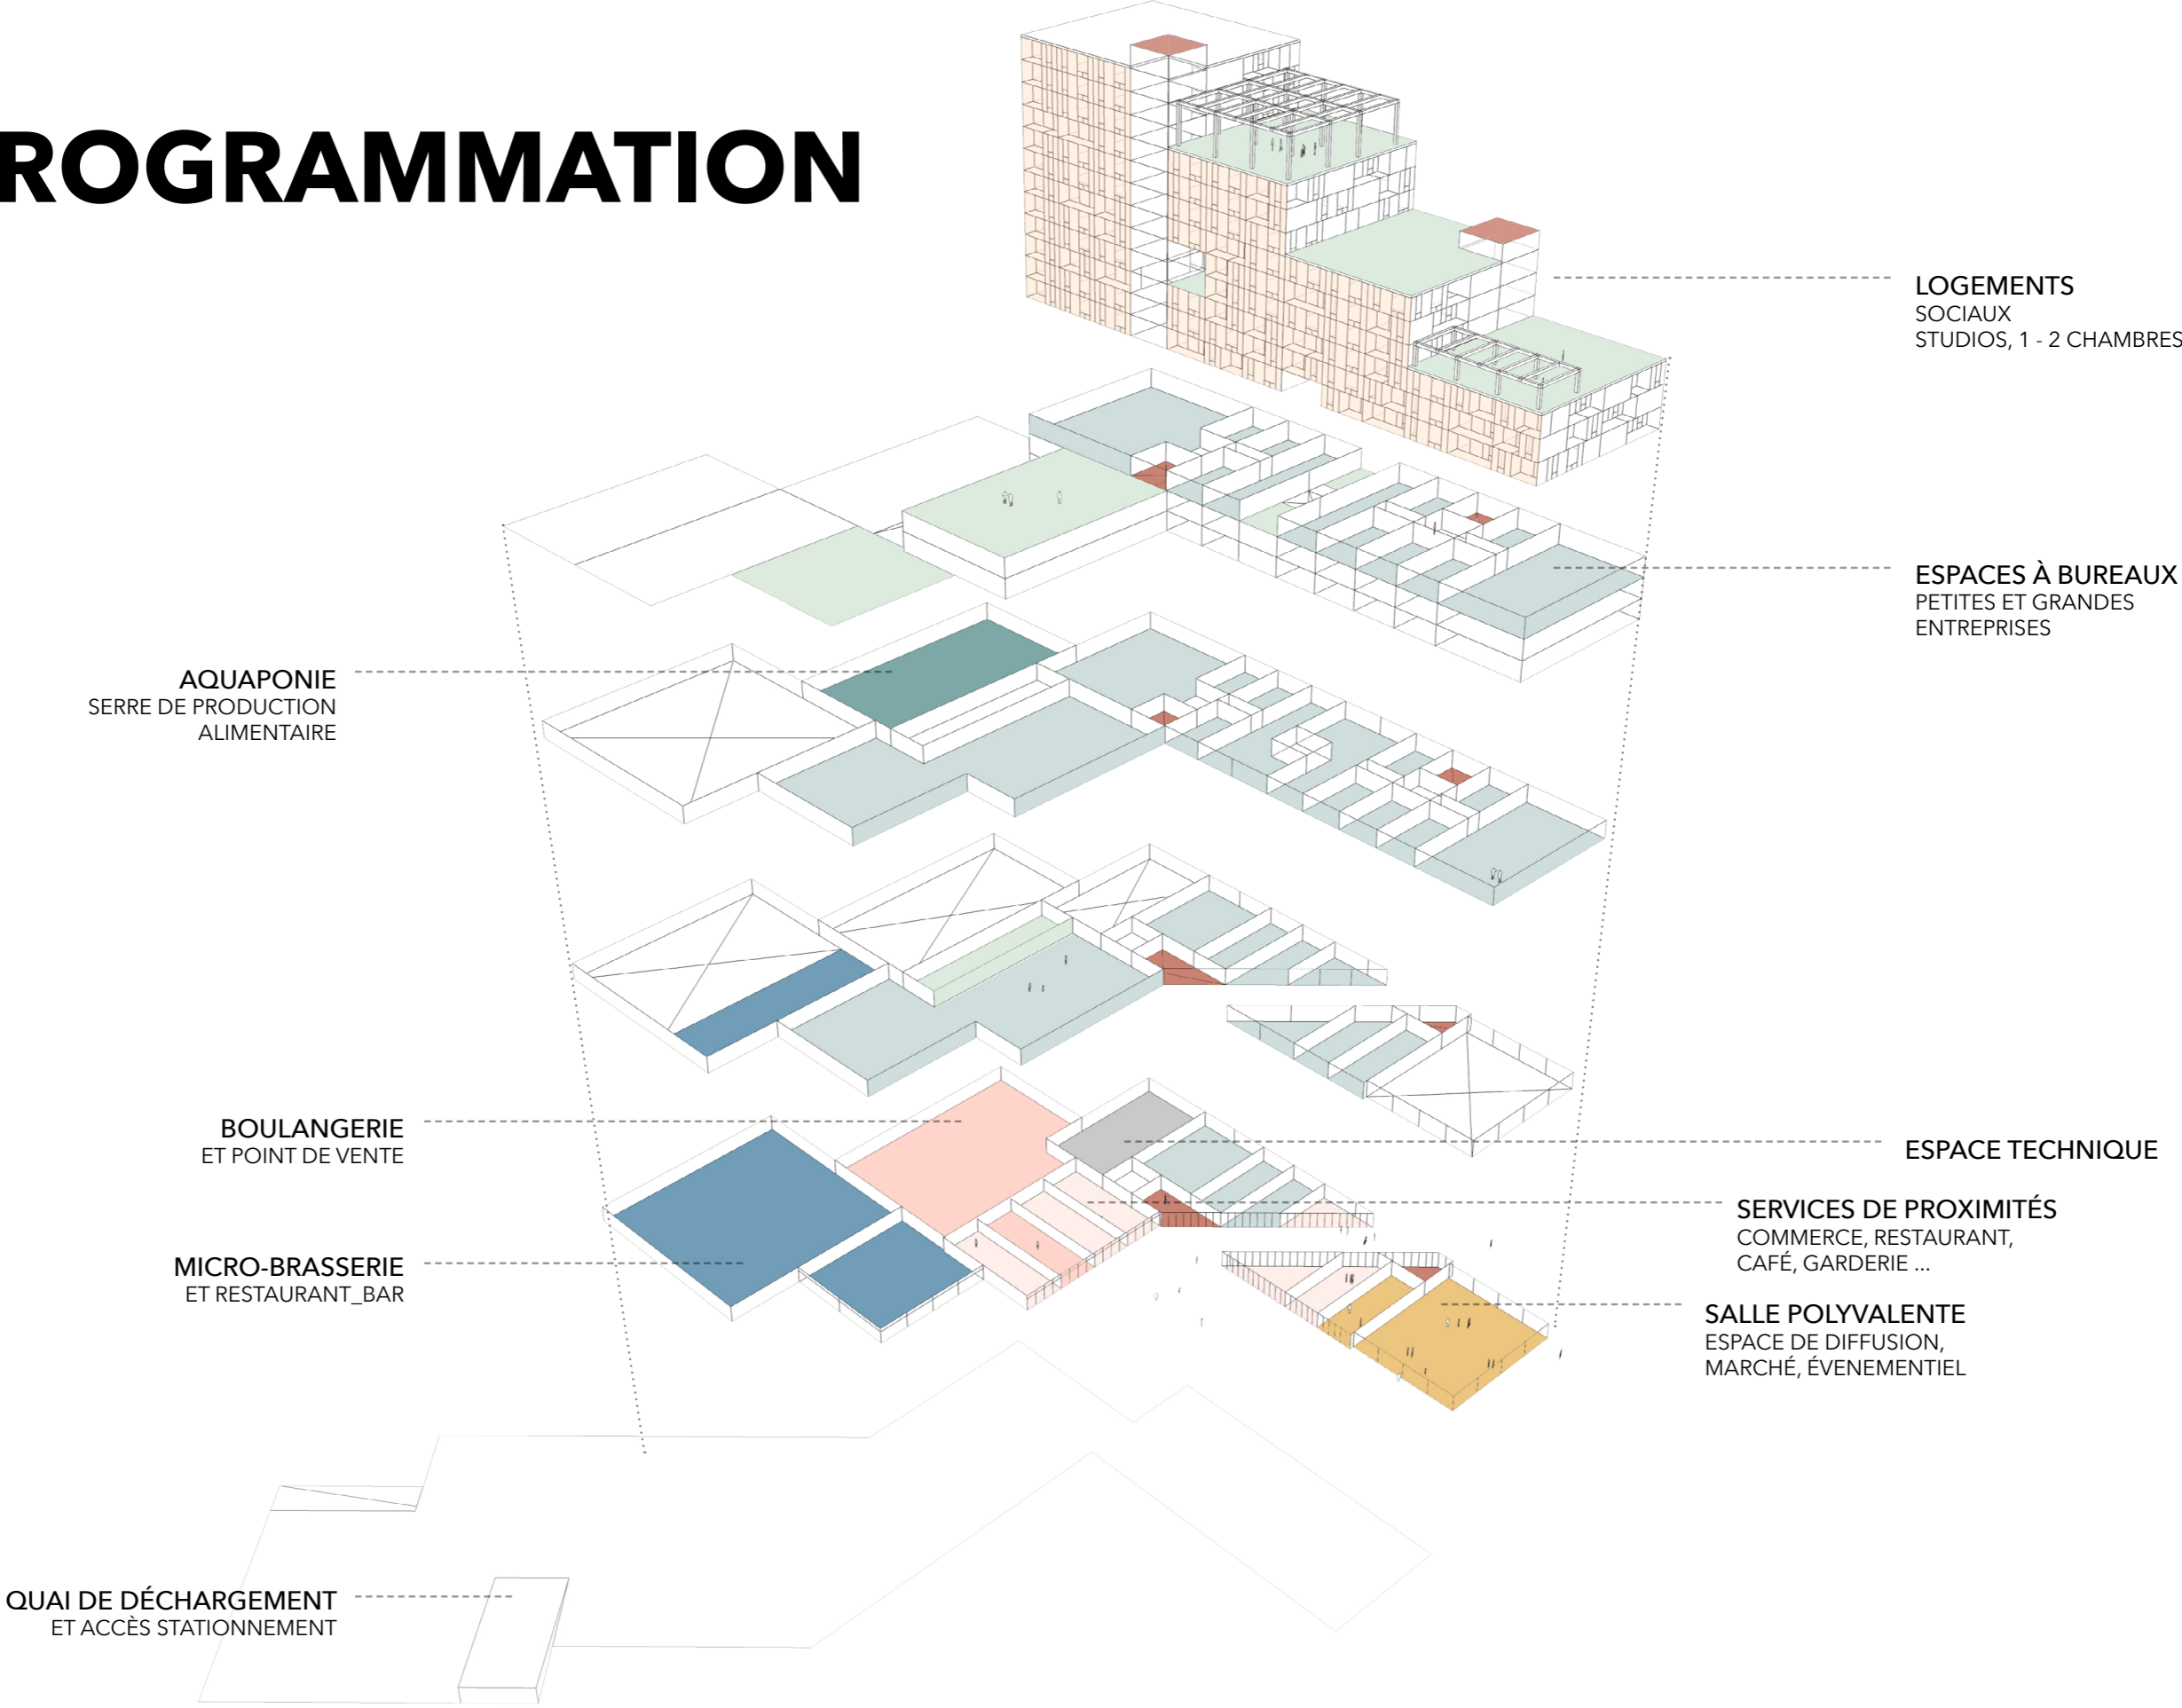 ROGRAMMATION
LOGEMENTS
SOCIAUX
STUDIOS, 1 - 2 CHAMBRES
ESPACES À BUREAUX
PETITES ET GRANDES
ENTREPRISES
AQUAPONIE
SERRE DE PRODUCTION
ALIMENTAIRE
BOULANGERIE
ET POINT DE VENTE
ESPACE TECHNIQUE
SERVICES DE PROXIMITÉS
COMMERCE, RESTAURANT,
CAFÉ, GARDERIE ...
MICRO-BRASSERIE
ET RESTAURANT_BAR
SALLE POLYVALENTE
ESPACE DE DIFFUSION,
MARCHÉ, ÉVENEMENTIEL
QUAI DE DÉCHARGEMENT
ET ACCÈS STATIONNEMENT